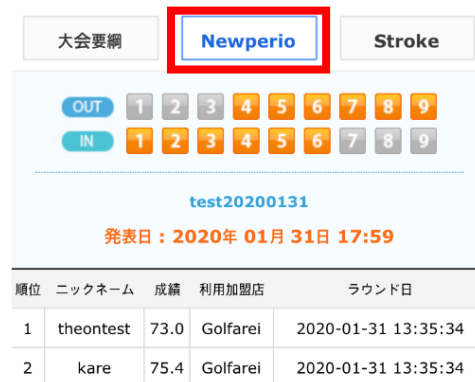 大会要綱 Newperio Stroke
OUT 1 2 3 4 5 6 7 8 9
IN 1 2 3 4 5 6 7 8 9
test20200131
発表日 : 2020年 01月 31日 17:59
順位 ニックネーム 成績 利用加盟店 ラウンド日
1 theontest 73.0 Golfarei 2020-01-31 13:35:34
2 kare 75.4 Golfarei 2020-01-31 13:35:34